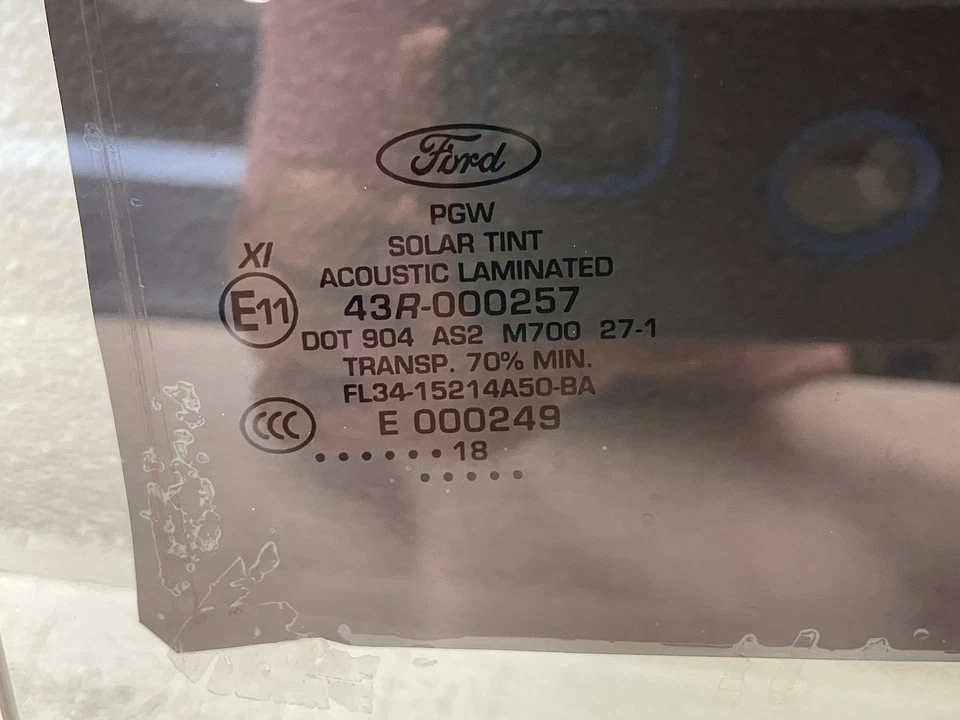 Ford
PGW
SOLAR TINT
ACOUSTIC LAMINATED
XI
E11
43R-000257
DOT 904 AS2 M700 27-1
TRANSP. 70% MIN.
FL34-15214A50-BA
CCC
E 000249
......18
.....